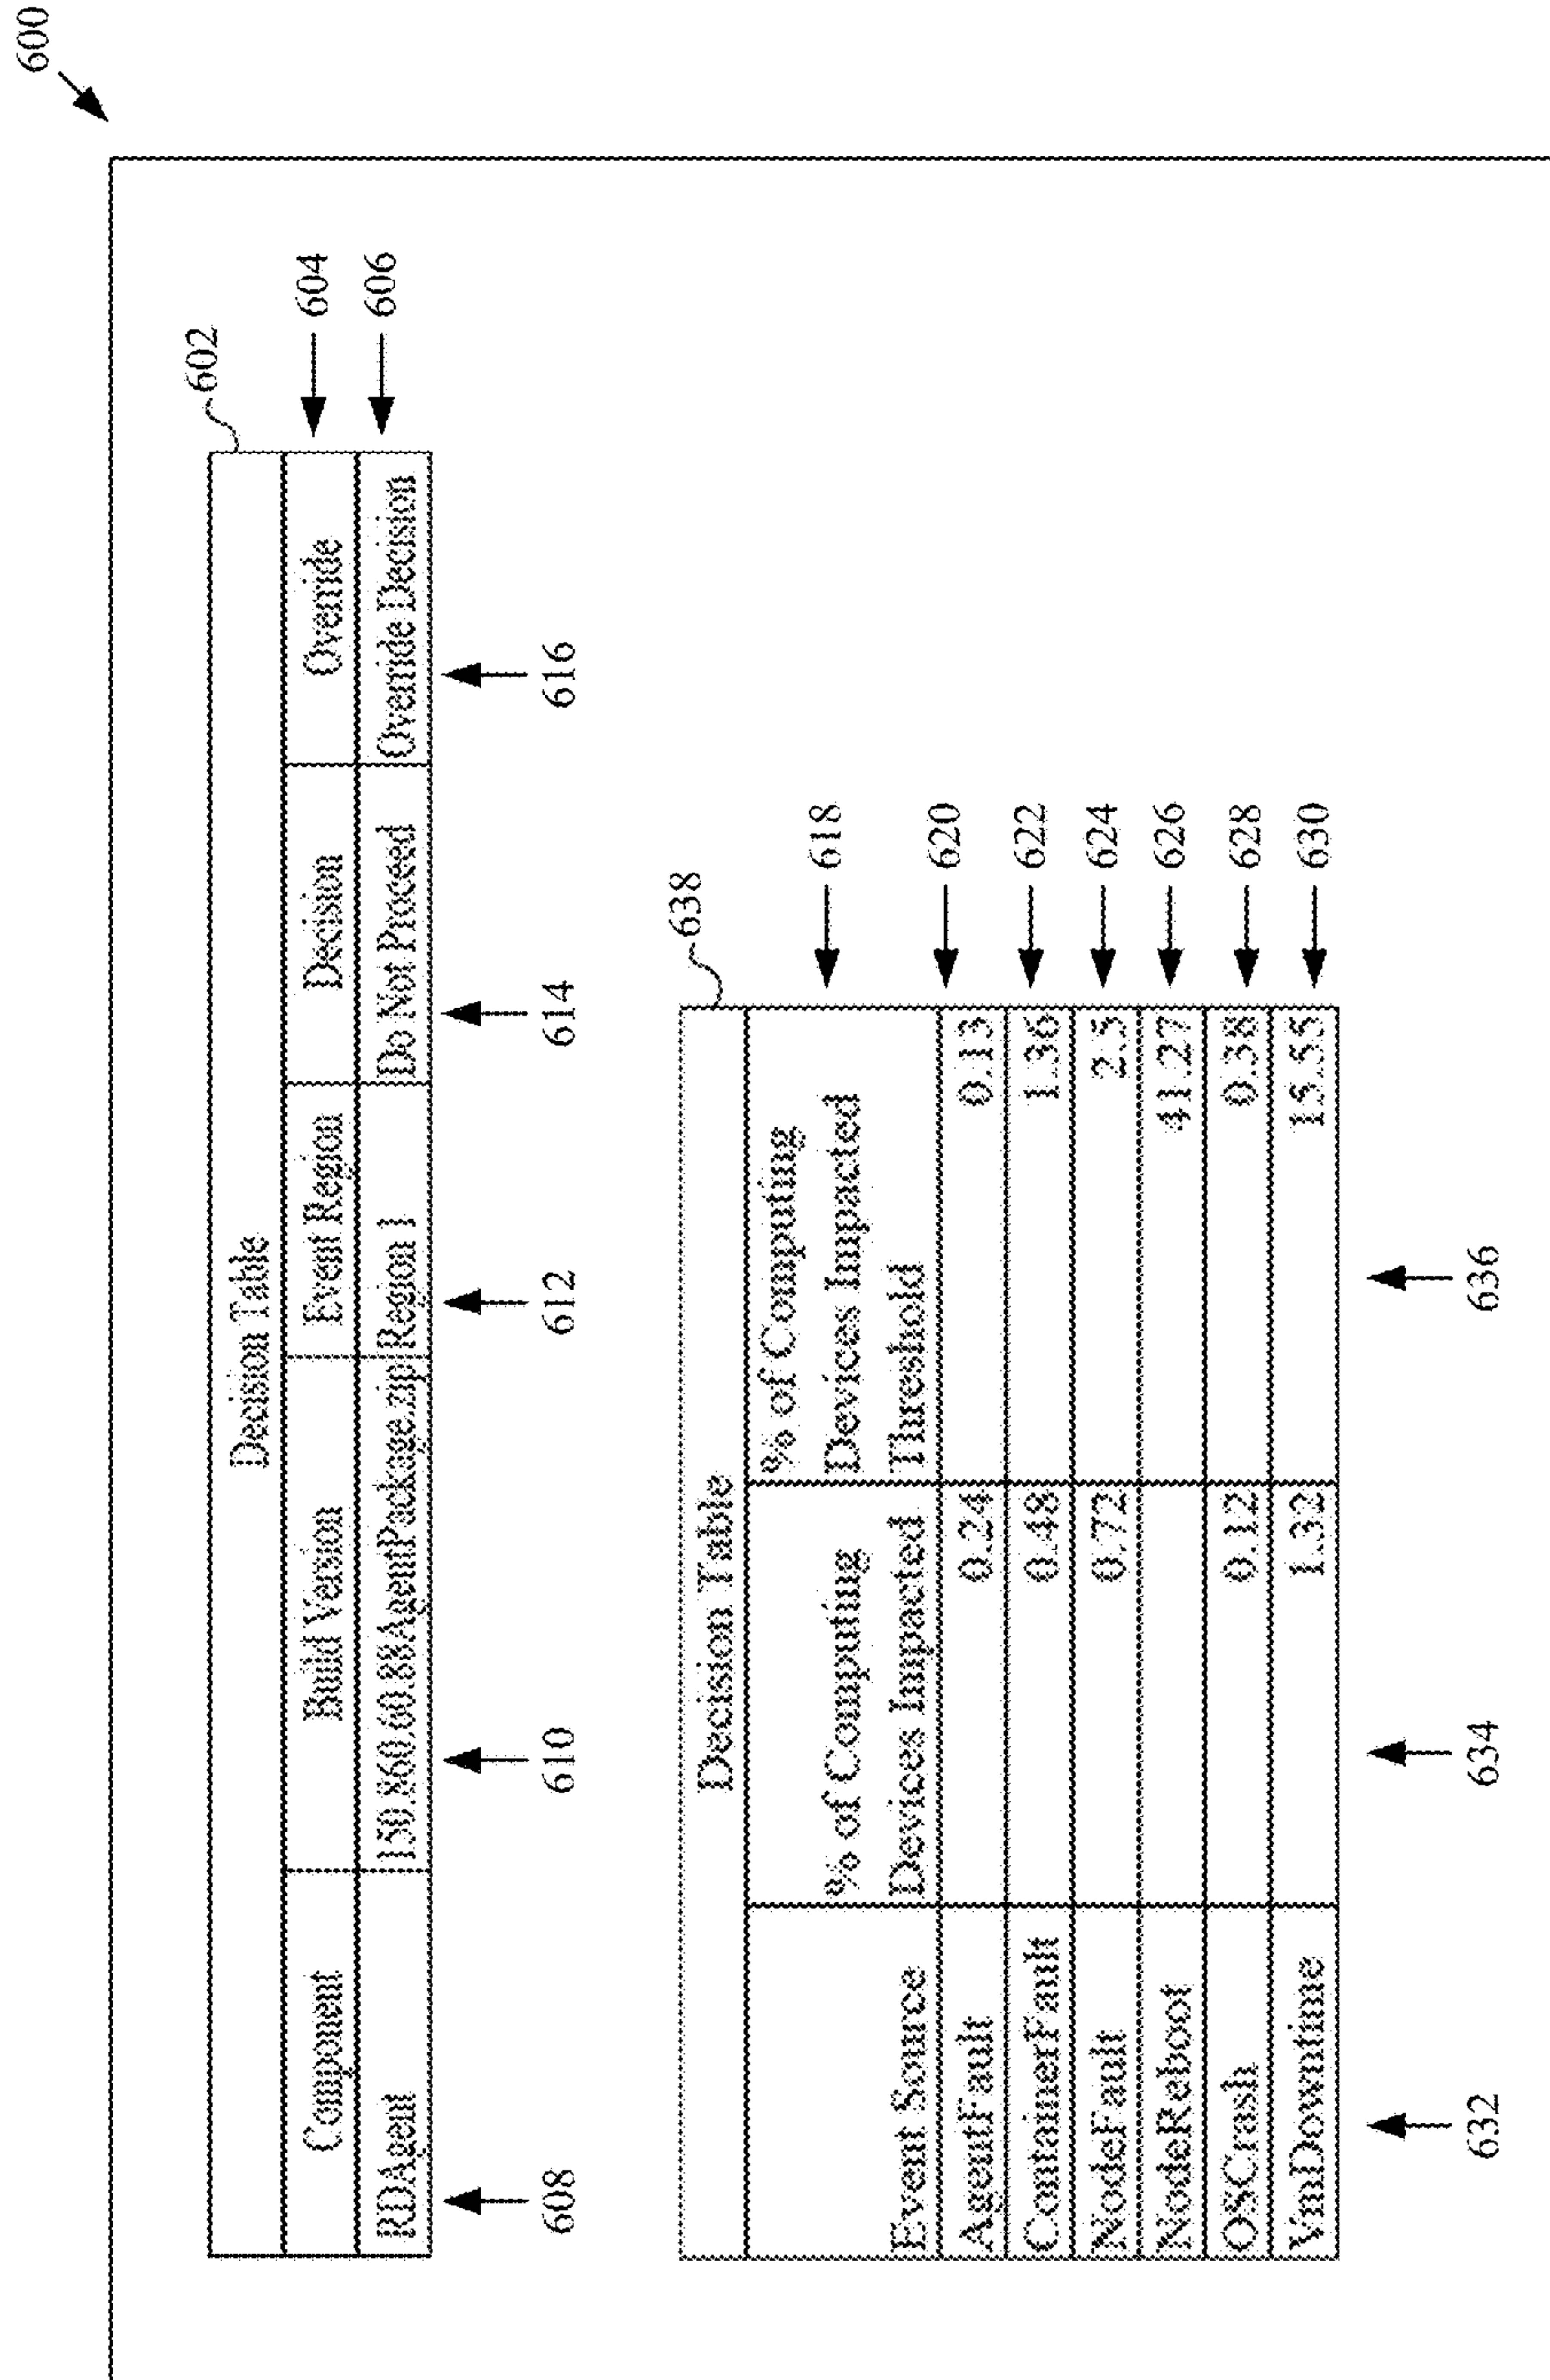 600
602
Decision Table
Component Build Version Event Region Decision Override
604
RDAgent 150.860.60.88AgentPackage.zip Region 1 Do Not Proceed Override Decision
606
608 610 612 614 616
638
Decision Table
% of Computing % of Computing
Devices Impacted
Event Source Devices Impacted Threshold
618
AgentFault 0.24 0.13
620
ContainerFault 0.48 1.36
622
NodeFault 0.72 2.5
624
NodeReboot 41.27
626
OSCrash 0.12 0.38
628
VmDowntime 1.32 15.55
630
632 634 636